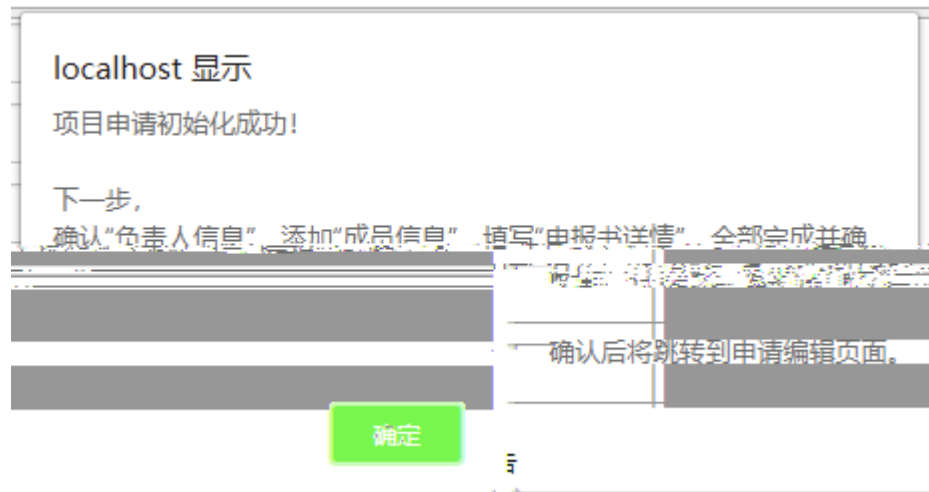 localhost 显示
项目申请初始化成功！
下一步，
确认“负责人信息”、添加“成员信息”、填写“申报书详情”，全部完成并确
确认后将跳转到申请编辑页面。
确定